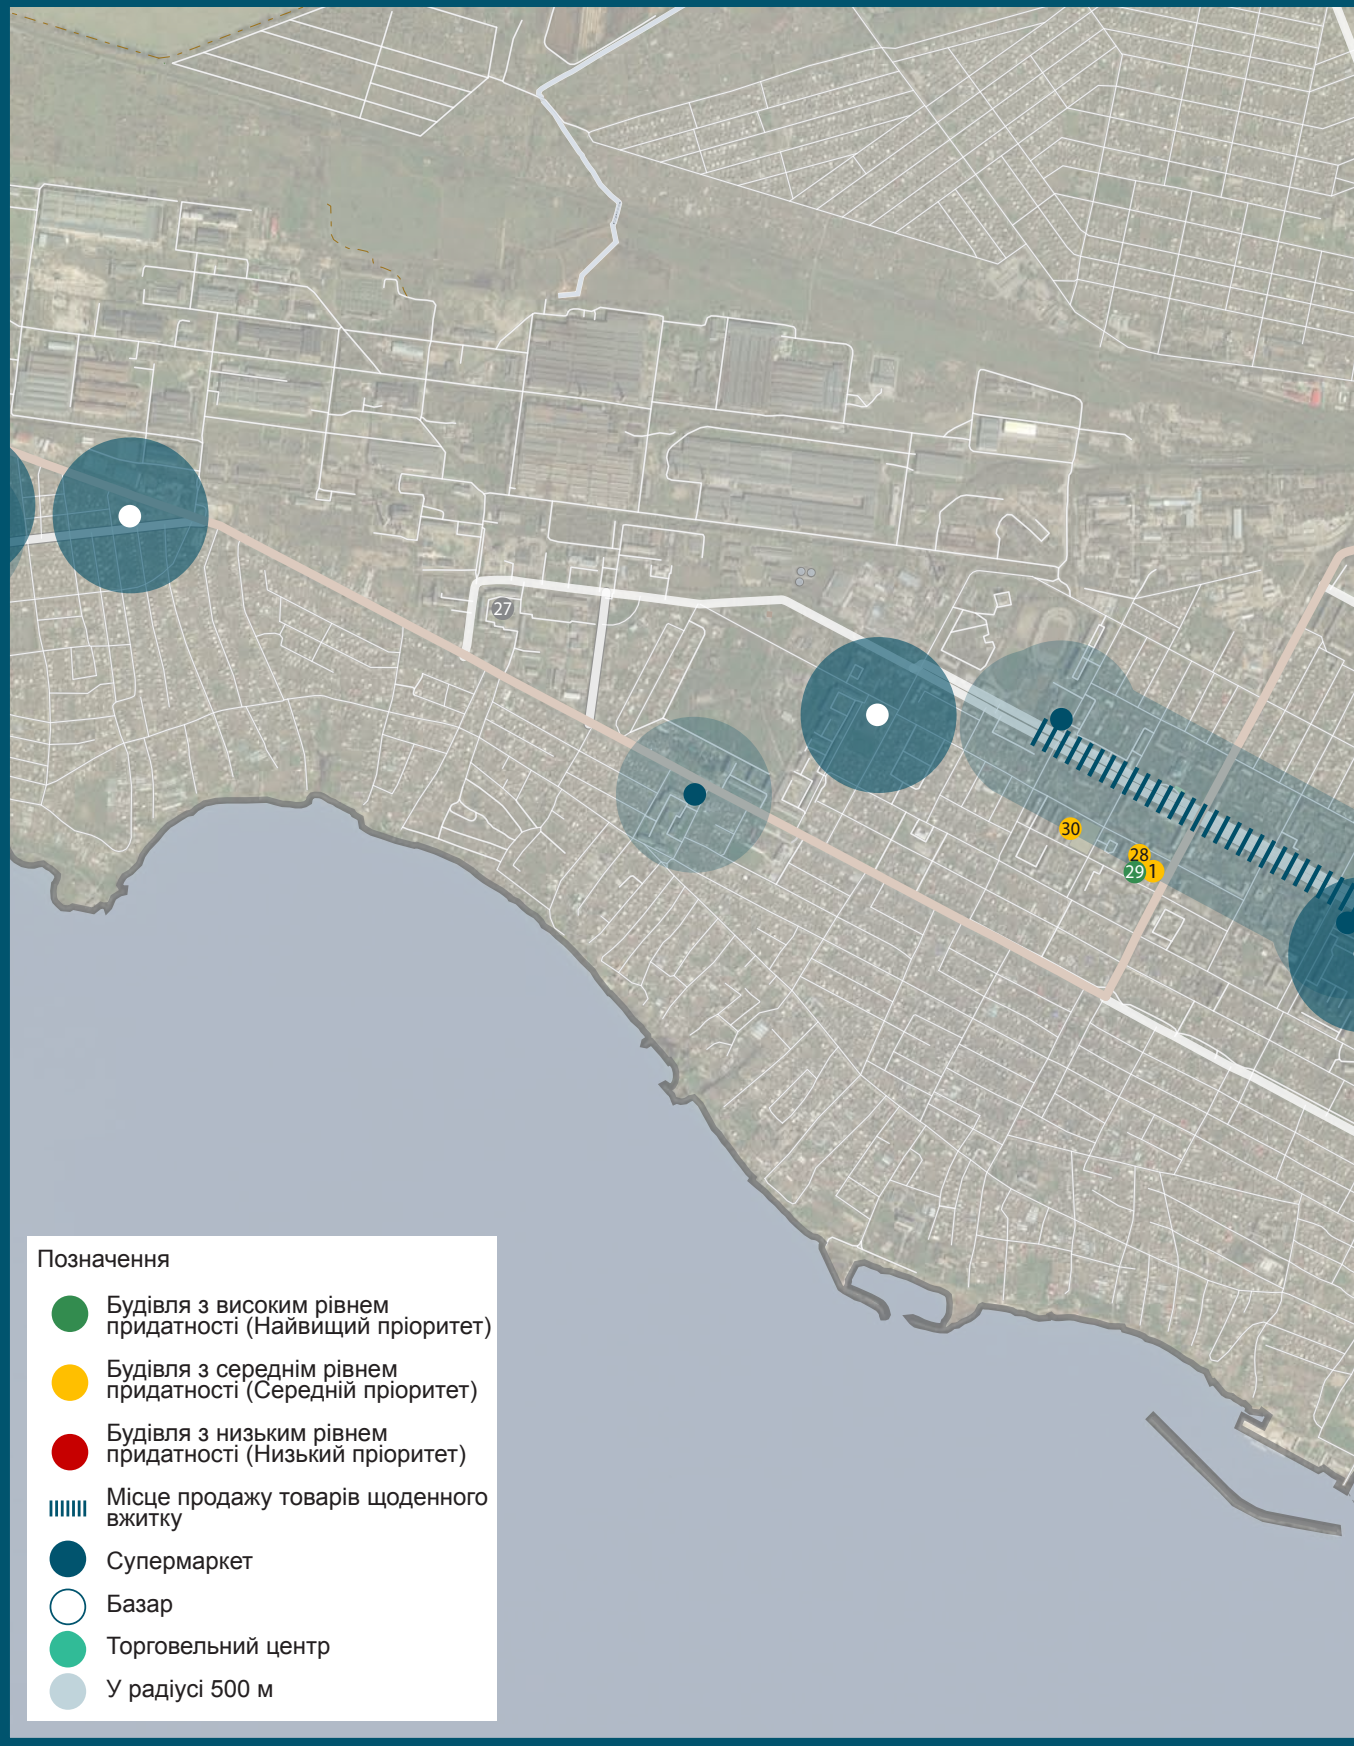 27
30
28
29
1
Позначення
Будівля з високим рівнем
придатності (Найвищий пріоритет)
Будівля з середнім рівнем
придатності (Середній пріоритет)
Будівля з низьким рівнем
придатності (Низький пріоритет)
Місце продажу товарів щоденного
вжитку
Супермаркет
Базар
Торговельний центр
У радіусі 500 м